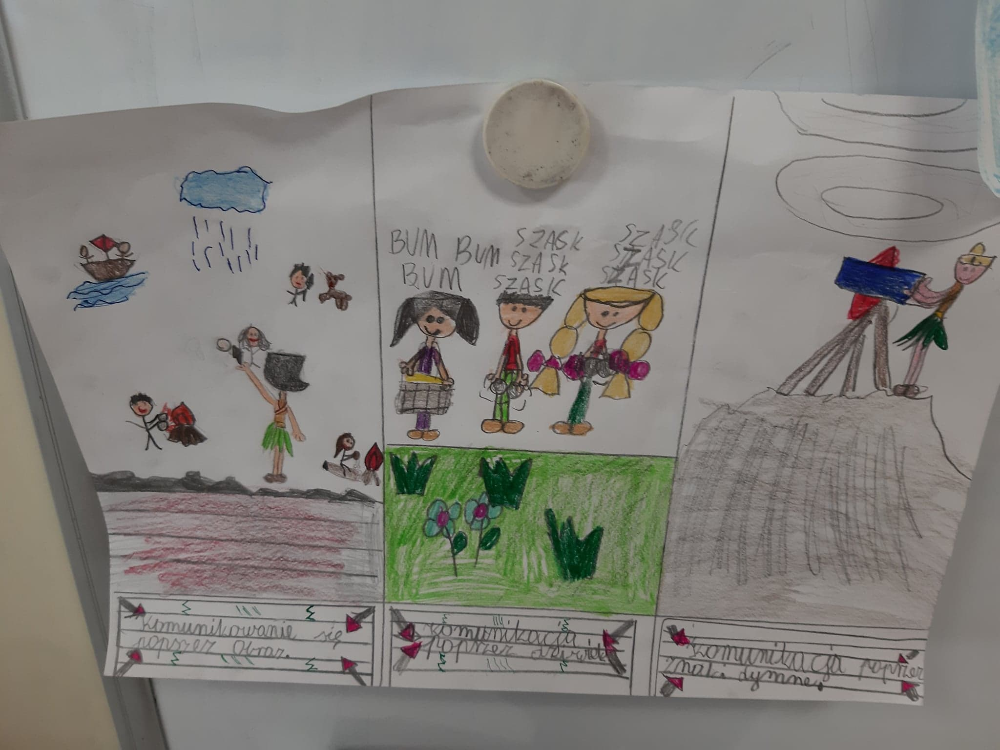 BUM BUM SZASK SZASK
SZASK SZASK
BUM SZASK SZASK
komunikowanie się
poprzez obraz.
komunikacja
poprzez dźwięk
komunikacja poprzez
znaki dymne.